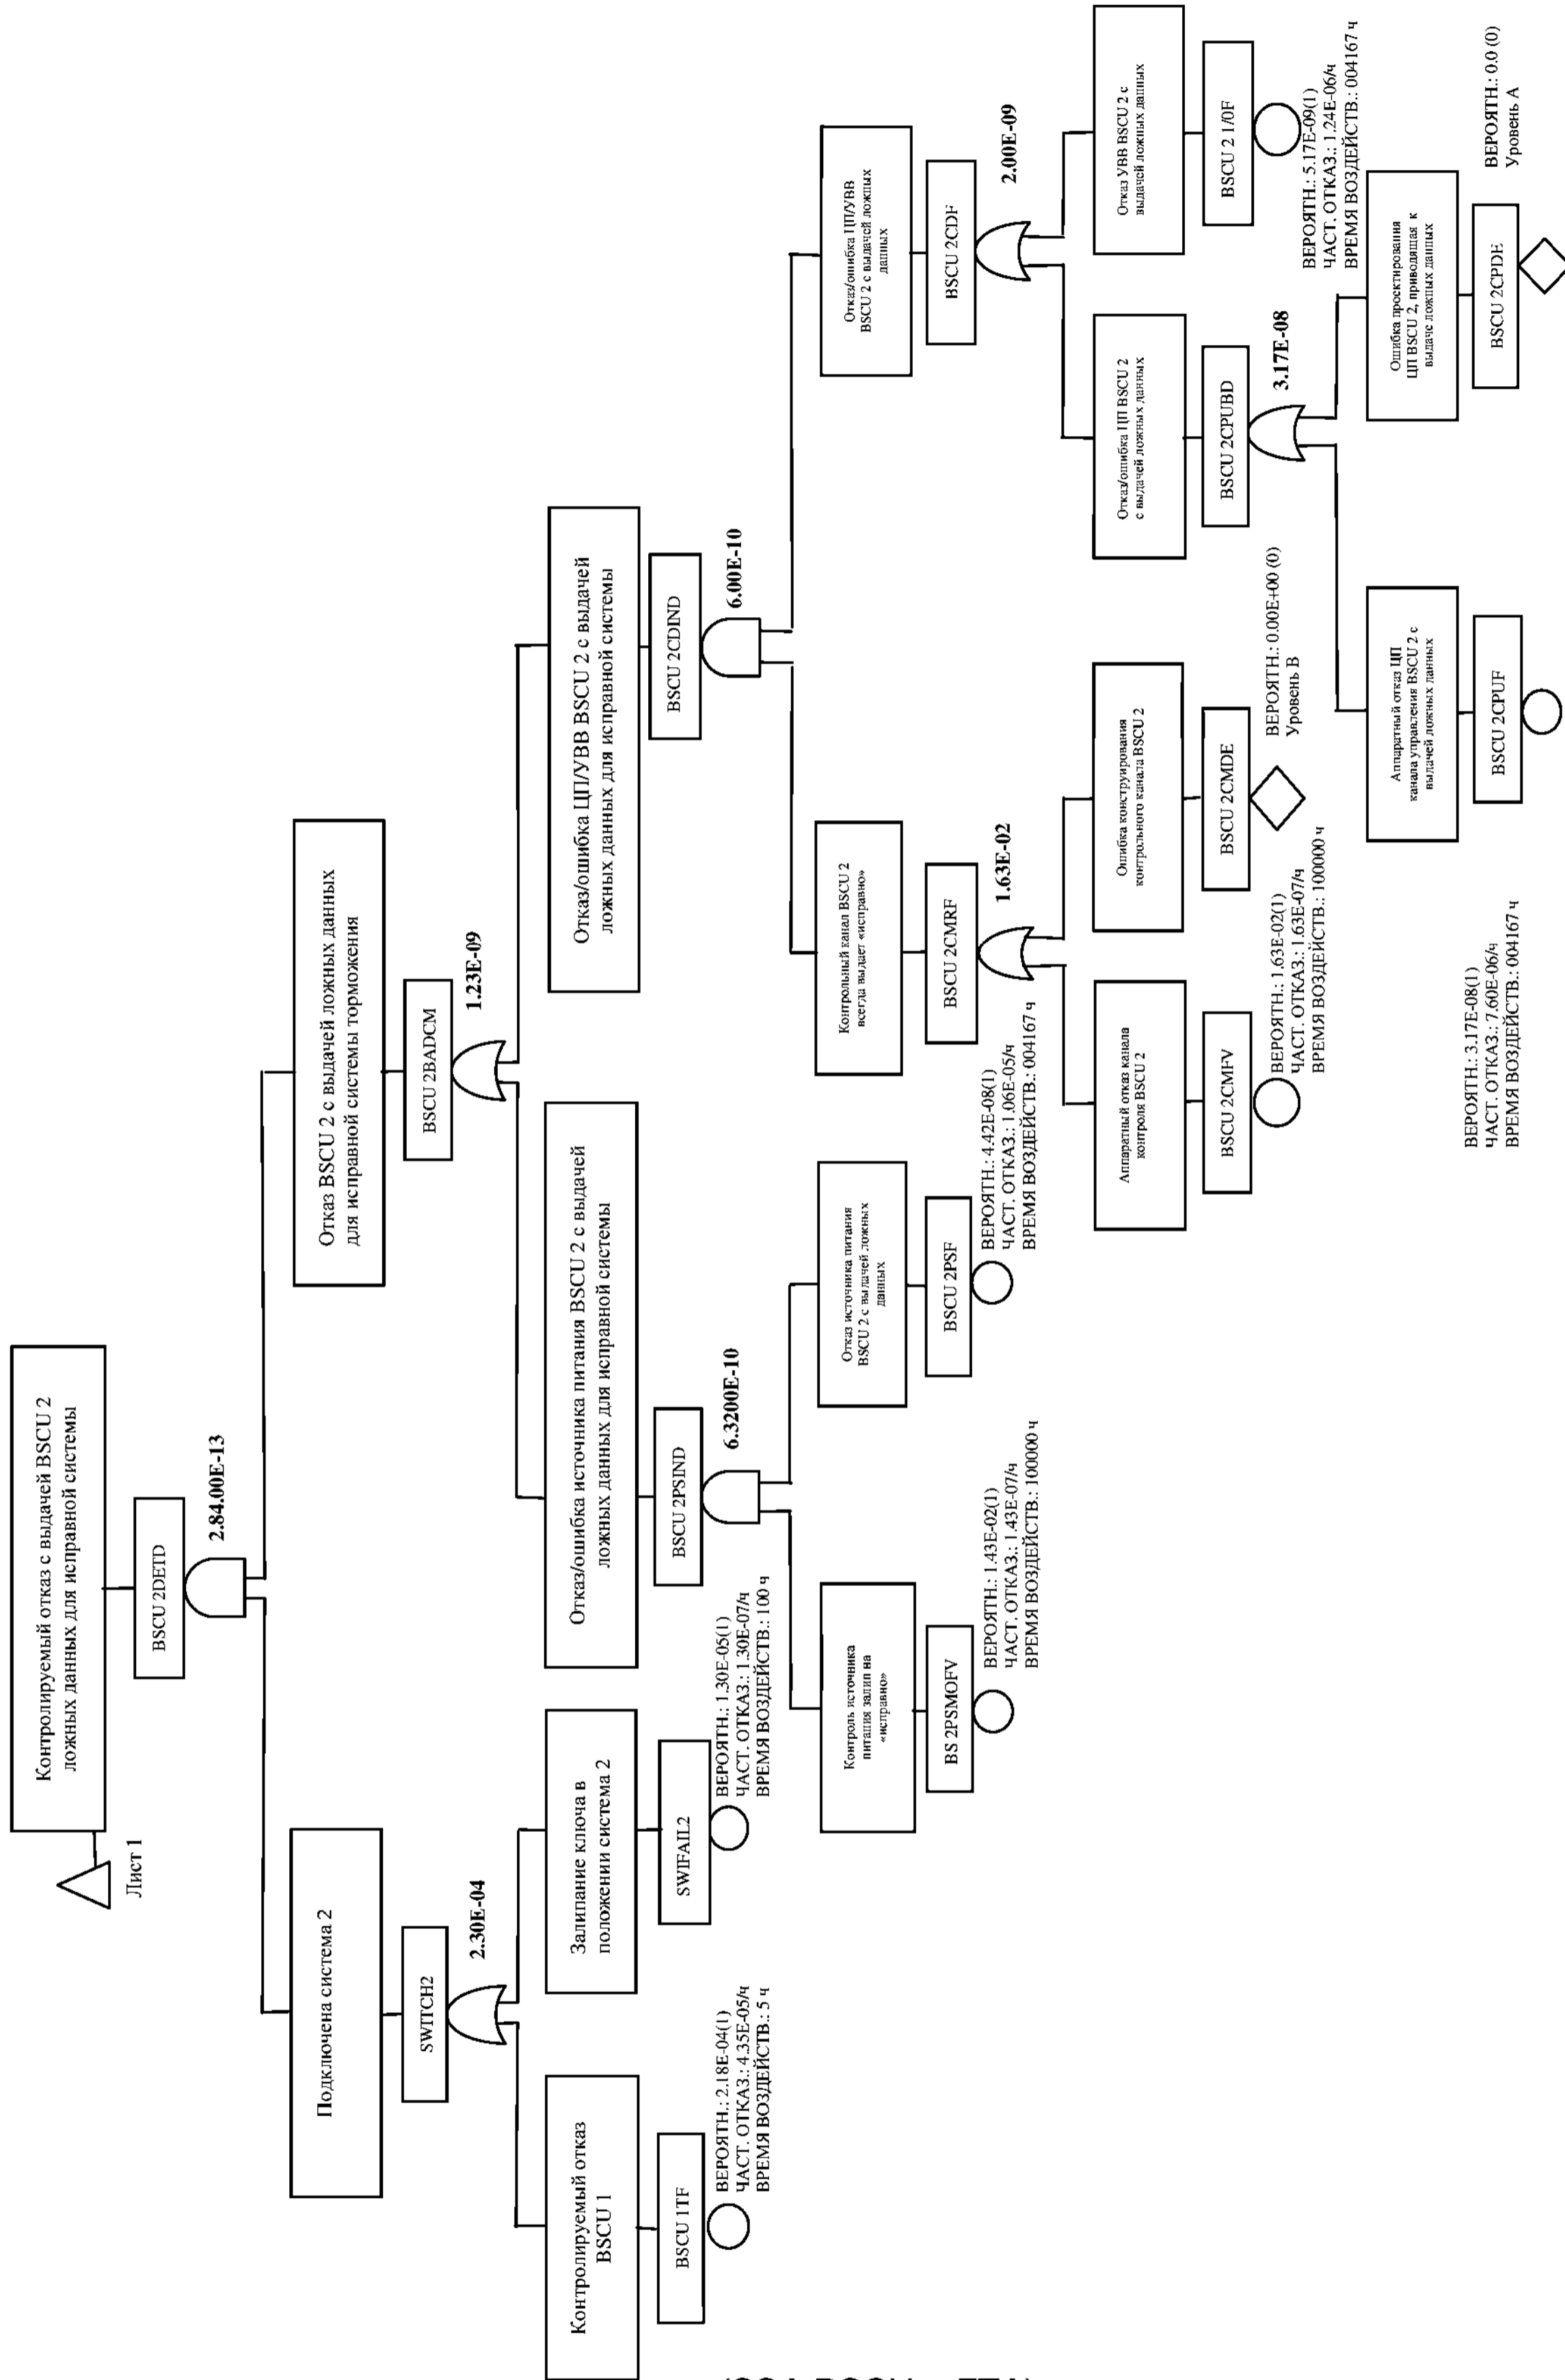 Контролируемый отказ с выдачей BSCU 2
ложных данных для исправной системы
Лист 1
BSCU 2DETD
2.84.00E-13
Подключена система 2
SWITCH2
2.30E-04
Отказ BSCU 2 с выдачей ложных данных
для исправной системы торможения
BSCU 2BADCM
1.23E-09
Контролируемый отказ
BSCU 1
BSCU 1TF
ВЕРОЯТН.: 2.18E-04(1)
ЧАСТ. ОТКАЗ.: 4.35E-05/ч
ВРЕМЯ ВОЗДЕЙСТВ.: 5 ч
Залипание ключа в
положении система 2
SWIFAIL2
ВЕРОЯТН.: 1.30E-05(1)
ЧАСТ. ОТКАЗ.: 1.30E-07/ч
ВРЕМЯ ВОЗДЕЙСТВ.: 100 ч
Отказ/ошибка источника питания BSCU 2 с выдачей
ложных данных для исправной системы
BSCU 2PSIND
6.3200E-10
Отказ/ошибка ЦП/УВВ BSCU 2 с выдачей
ложных данных для исправной системы
BSCU 2CDIND
6.00E-10
Контроль источника
питания залип на
«исправно»
BS 2PSMOFV
ВЕРОЯТН.: 1.43E-02(1)
ЧАСТ. ОТКАЗ.: 1.43E-07/ч
ВРЕМЯ ВОЗДЕЙСТВ.: 100000 ч
Отказ источника питания
BSCU 2 с выдачей ложных
данных
BSCU 2PSF
ВЕРОЯТН.: 4.42E-08(1)
ЧАСТ. ОТКАЗ.: 1.06E-05/ч
ВРЕМЯ ВОЗДЕЙСТВ.: 004167 ч
Контрольный канал BSCU 2
всегда выдает «исправно»
BSCU 2CMRF
1.63E-02
Отказ/ошибка ЦП/УВВ
BSCU 2 с выдачей ложных
данных
BSCU 2CDF
2.00E-09
Аппаратный отказ канала
контроля BSCU 2
BSCU 2CMFV
ВЕРОЯТН.: 1.63E-02(1)
ЧАСТ. ОТКАЗ.: 1.63E-07/ч
ВРЕМЯ ВОЗДЕЙСТВ.: 100000 ч
Ошибка конструирования
контрольного канала BSCU 2
BSCU 2CMDE
ВЕРОЯТН.: 0.00E+00 (0)
Уровень В
Отказ/ошибка ЦП BSCU 2
с выдачей ложных данных
BSCU 2CPUBD
3.17E-08
Отказ УВВ BSCU 2 с
выдачей ложных данных
BSCU 2 1/0F
ВЕРОЯТН.: 5.17E-09(1)
ЧАСТ. ОТКАЗ.: 1.24E-06/ч
ВРЕМЯ ВОЗДЕЙСТВ.: 004167 ч
Аппаратный отказ ЦП
канала управления BSCU 2 с
выдачей ложных данных
BSCU 2CPUF
ВЕРОЯТН.: 3.17E-08(1)
ЧАСТ. ОТКАЗ.: 7.60E-06/ч
ВРЕМЯ ВОЗДЕЙСТВ.: 004167 ч
Ошибка проектирования
ЦП BSCU 2, приводящая к
выдаче ложных данных
BSCU 2CPDE
ВЕРОЯТН.: 0.0 (0)
Уровень А